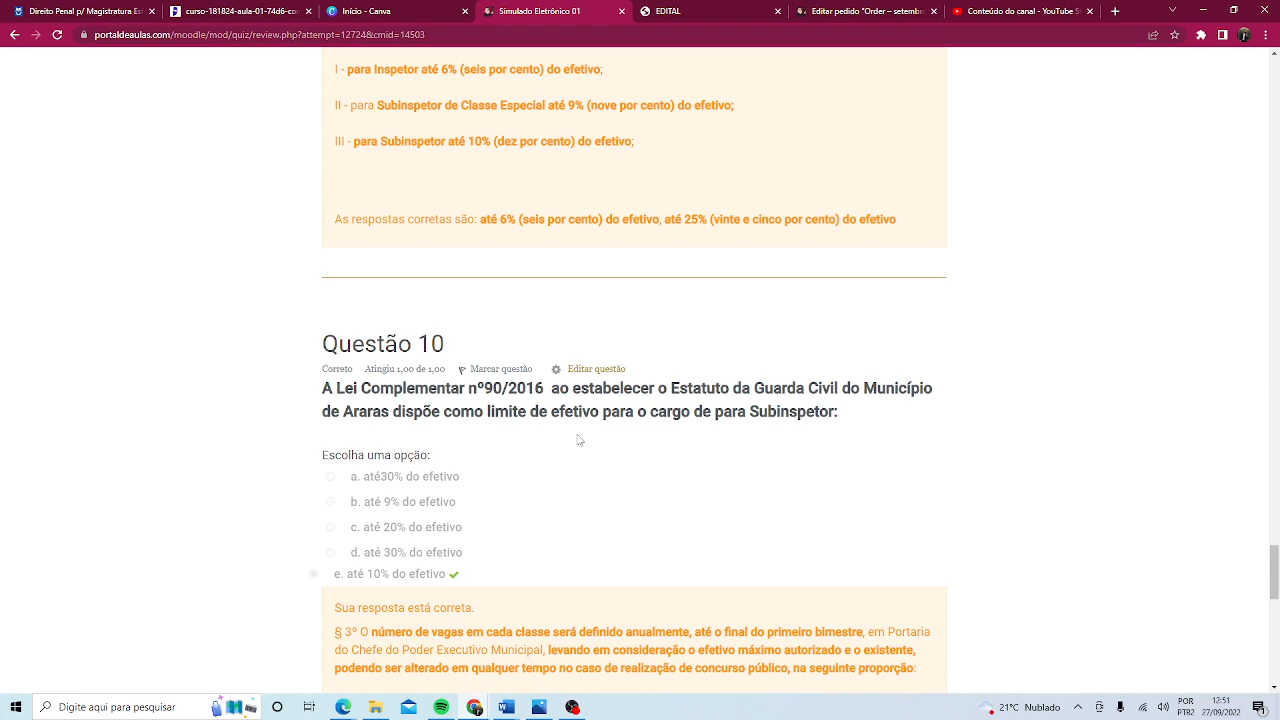 Direito Penal p/ Magistratura Es
curso-181824-aula-01-74d6-con
Início
Simulado Eletrônico 01
EDITAL
Editar pedido "Ordem - setemb
Conteúdo do canal - YouTube S
portaldeaulas.com/moodle/mod/quiz/review.php?attempt=12724&cmid=14503
I - para Inspetor até 6% (seis por cento) do efetivo;
II - para Subinspetor de Classe Especial até 9% (nove por cento) do efetivo;
III - para Subinspetor até 10% (dez por cento) do efetivo;
As respostas corretas são: até 6% (seis por cento) do efetivo, até 25% (vinte e cinco por cento) do efetivo
Questão 10
Correto Atingiu 1,00 de 1,00 Marcar questão Editar questão
A Lei Complementar nº90/2016 ao estabelecer o Estatuto da Guarda Civil do Município
de Araras dispõe como limite de efetivo para o cargo de para Subinspetor:
Escolha uma opção:
a. até30% do efetivo
b. até 9% do efetivo
c. até 20% do efetivo
d. até 30% do efetivo
e. até 10% do efetivo
Sua resposta está correta.
§ 3º O número de vagas em cada classe será definido anualmente, até o final do primeiro bimestre, em Portaria
do Chefe do Poder Executivo Municipal, levando em consideração o efetivo máximo autorizado e o existente,
podendo ser alterado em qualquer tempo no caso de realização de concurso público, na seguinte proporção:
Digite aqui para pesquisar
21°C Nublado
POR
PTB2
12:51
27/09/2022